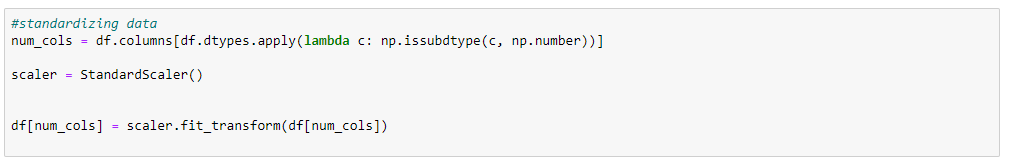 #standardizing data
num_cols = df.columns[df.dtypes.apply(lambda c: np.issubdtype(c, np.number))]
scaler = StandardScaler()
df[num_cols] = scaler.fit_transform(df[num_cols])